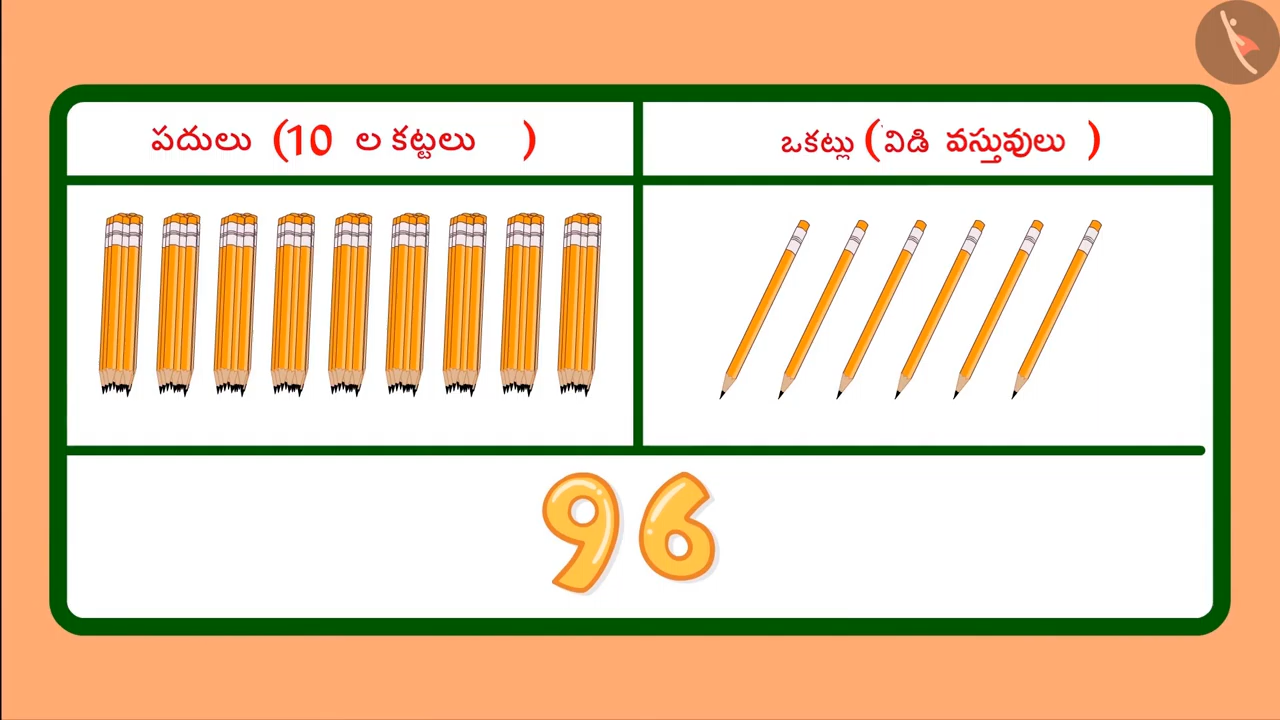 పదులు (10 ల కట్టలు )
ఒకట్లు (విడి వస్తువులు )
96